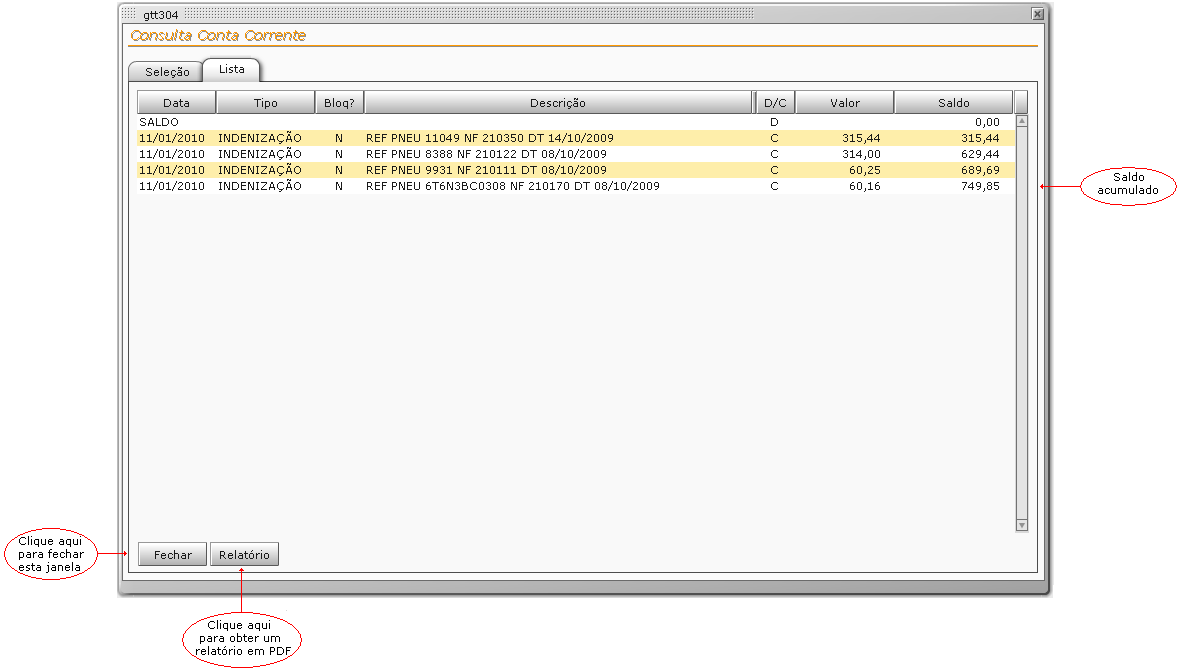 gtt304
Consulta Conta Corrente
Seleção Lista
Data Tipo Bloq? Descrição D/C Valor Saldo
SALDO D 0,00
11/01/2010 INDENIZAÇÃO N REF PNEU 11049 NF 210350 DT 14/10/2009 C 315,44 315,44
11/01/2010 INDENIZAÇÃO N REF PNEU 8388 NF 210122 DT 08/10/2009 C 314,00 629,44
11/01/2010 INDENIZAÇÃO N REF PNEU 9931 NF 210111 DT 08/10/2009 C 60,25 689,69
11/01/2010 INDENIZAÇÃO N REF PNEU 6T6N3BC0308 NF 210170 DT 08/10/2009 C 60,16 749,85
Saldo
acumulado
Clique aqui
para fechar
esta janela
Fechar Relatório
Clique aqui
para obter um
relatório em PDF